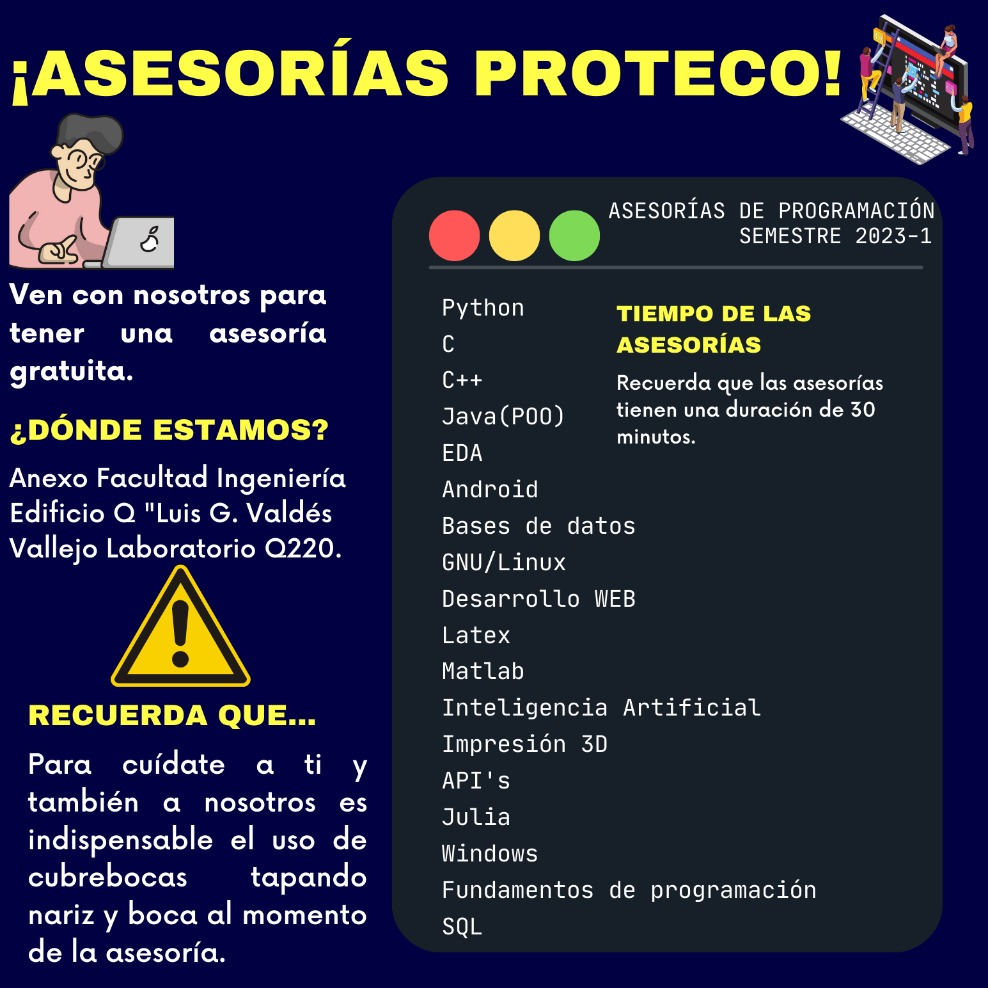 ¡ASESORÍAS PROTECO!
Ven con nosotros para
tener una asesoría
gratuita.
¿DÓNDE ESTAMOS?
Anexo Facultad Ingeniería
Edificio Q "Luis G. Valdés
Vallejo Laboratorio Q220.
RECUERDA QUE...
Para cuídate a ti y
también a nosotros es
indispensable el uso de
cubrebocas tapando
nariz y boca al momento
de la asesoría.
ASESORÍAS DE PROGRAMACIÓN
SEMESTRE 2023-1
Python
C
C++
Java(POO)
EDA
Android
Bases de datos
GNU/Linux
Desarrollo WEB
Latex
Matlab
Inteligencia Artificial
Impresión 3D
API's
Julia
Windows
Fundamentos de programación
SQL
TIEMPO DE LAS
ASESORÍAS
Recuerda que las asesorías
tienen una duración de 30
minutos.